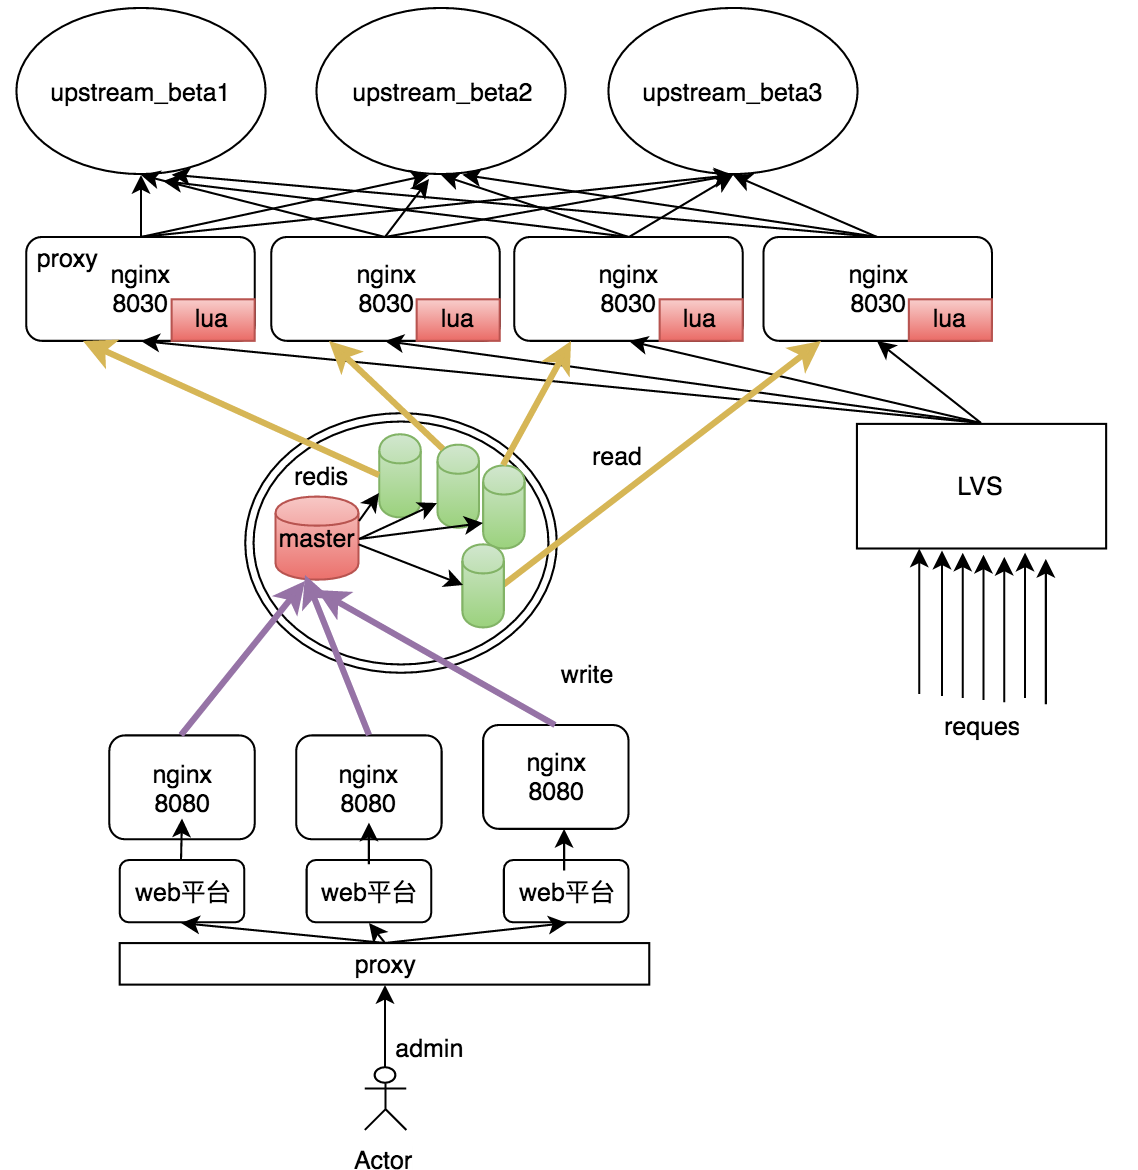 upstream_beta1
upstream_beta2
upstream_beta3
proxy
nginx
8030
lua
nginx
8030
lua
nginx
8030
lua
nginx
8030
lua
redis
read
master
LVS
write
reques
nginx
8080
nginx
8080
nginx
8080
web平台
web平台
web平台
proxy
admin
Actor